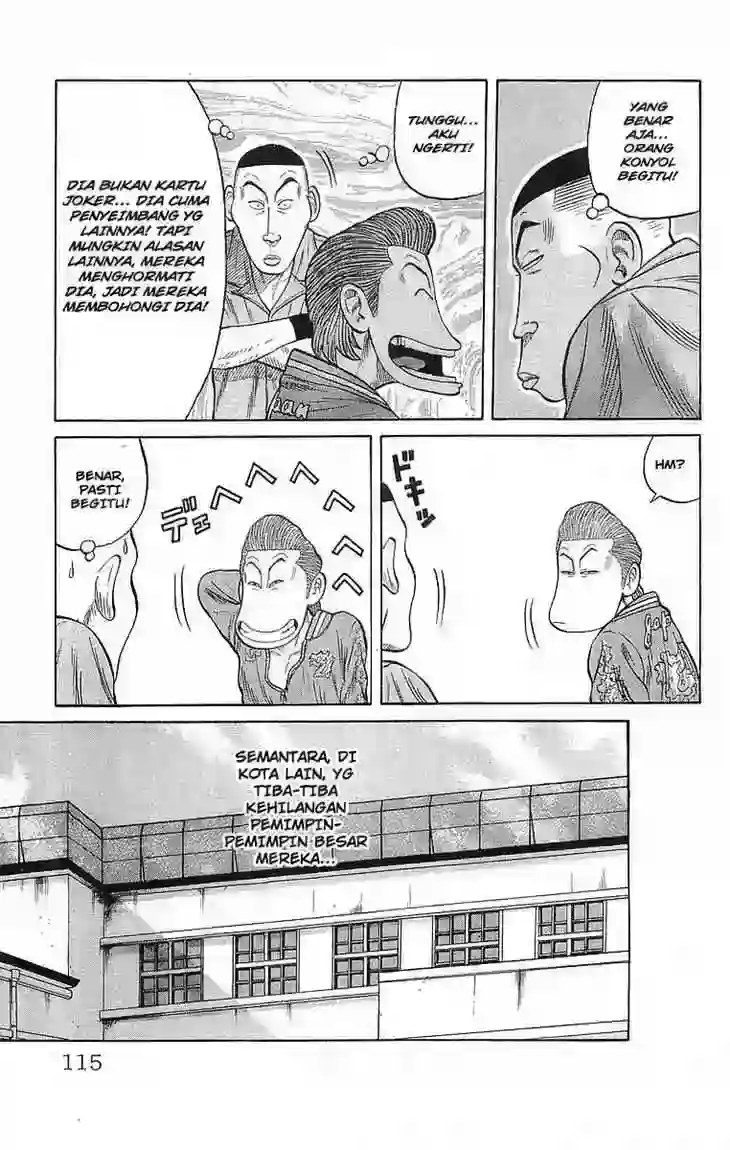 YANG
BENAR
AJA...
ORANG
KONYOL
BEGITU!
TUNGGU...
AKU
NGERTI!
DIA BUKAN KARTU
JOKER... DIA CUMA
PENYEIMBANG YG
LAINNYA! TAPI
MUNGKIN ALASAN
LAINNYA, MEREKA
MENGHORMATI
DIA, JADI MEREKA
MEMBOHONGI DIA!
HM?
ドキッ
デェヘヘヘヘヘヘ
BENAR,
PASTI
BEGITU!
SEMANTARA, DI
KOTA LAIN, YG
TIBA-TIBA
KEHILANGAN
PEMIMPIN-
PEMIMPIN BESAR
MEREKA..!
115